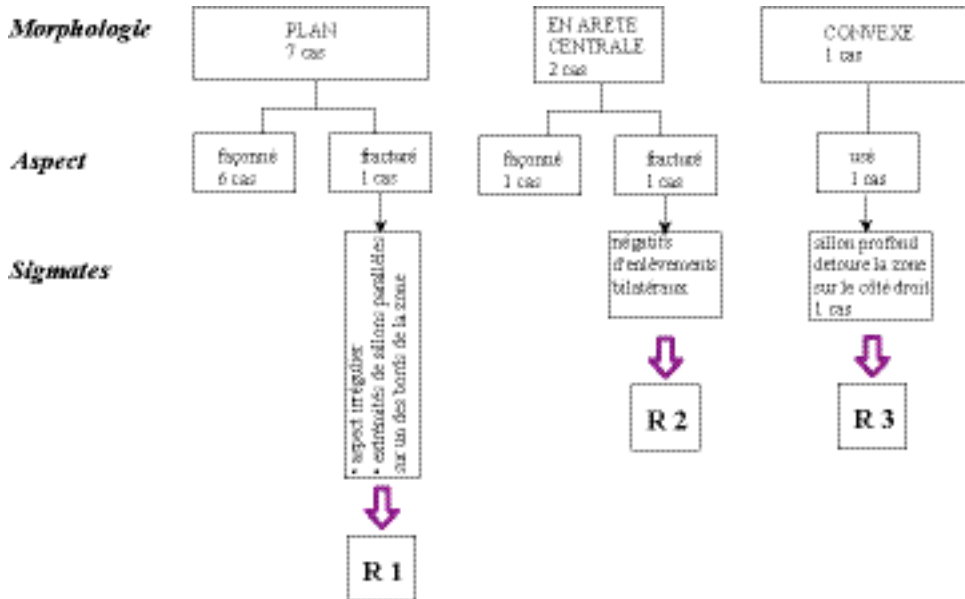 Morphologie
PLAN
7 cas
EN ARETE
CENTRALE
2 cas
CONVEXE
1 cas
Aspect
façonné
6 cas
fracturé
1 cas
façonné
1 cas
fracturé
1 cas
usé
1 cas
Sigmates
• aspect irrégulier
• extrémités de sillons parallèles
sur un des bords de la zone
négatifs
d'enlèvements
bilatéraux
sillon profond
detoure la zone
sur le côté droit
1 cas
R 1
R 2
R 3